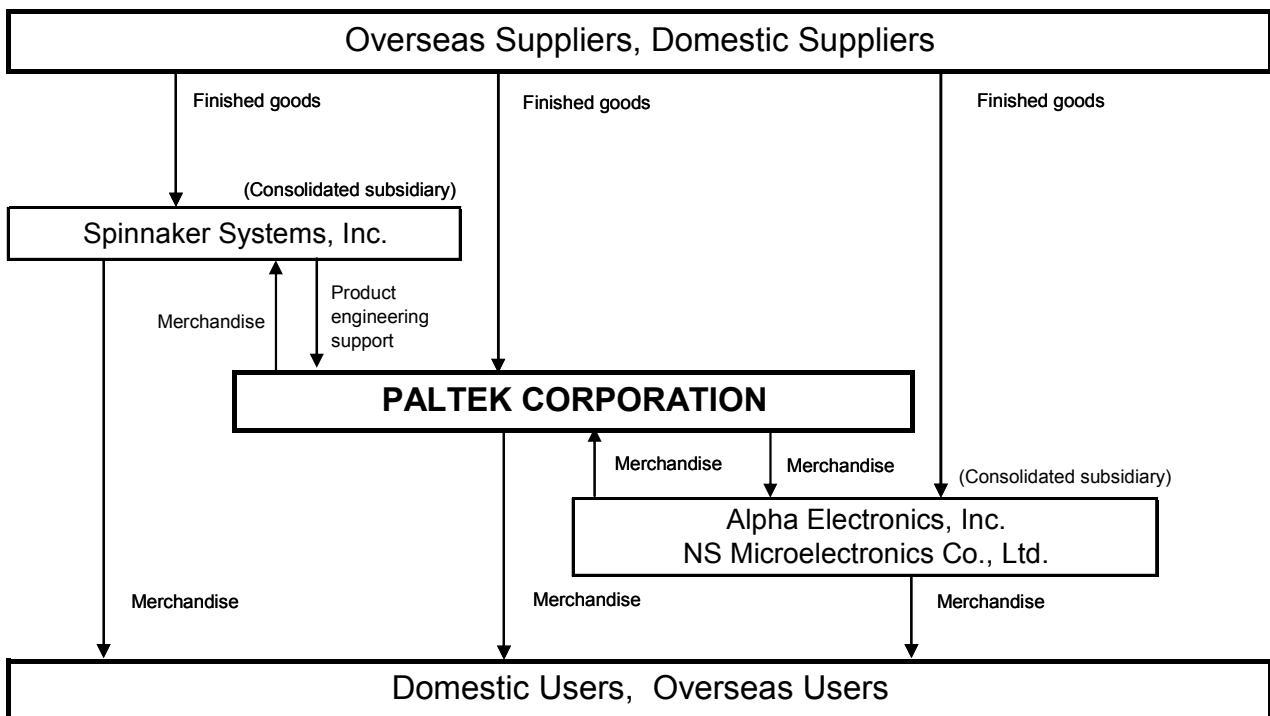 Overseas Suppliers, Domestic Suppliers
Finished goods
Finished goods
Finished goods
(Consolidated subsidiary)
Spinnaker Systems, Inc.
Merchandise
Product
engineering
support
PALTEK CORPORATION
Merchandise
Merchandise
(Consolidated subsidiary)
Alpha Electronics, Inc.
NS Microelectronics Co., Ltd.
Merchandise
Merchandise
Merchandise
Domestic Users, Overseas Users